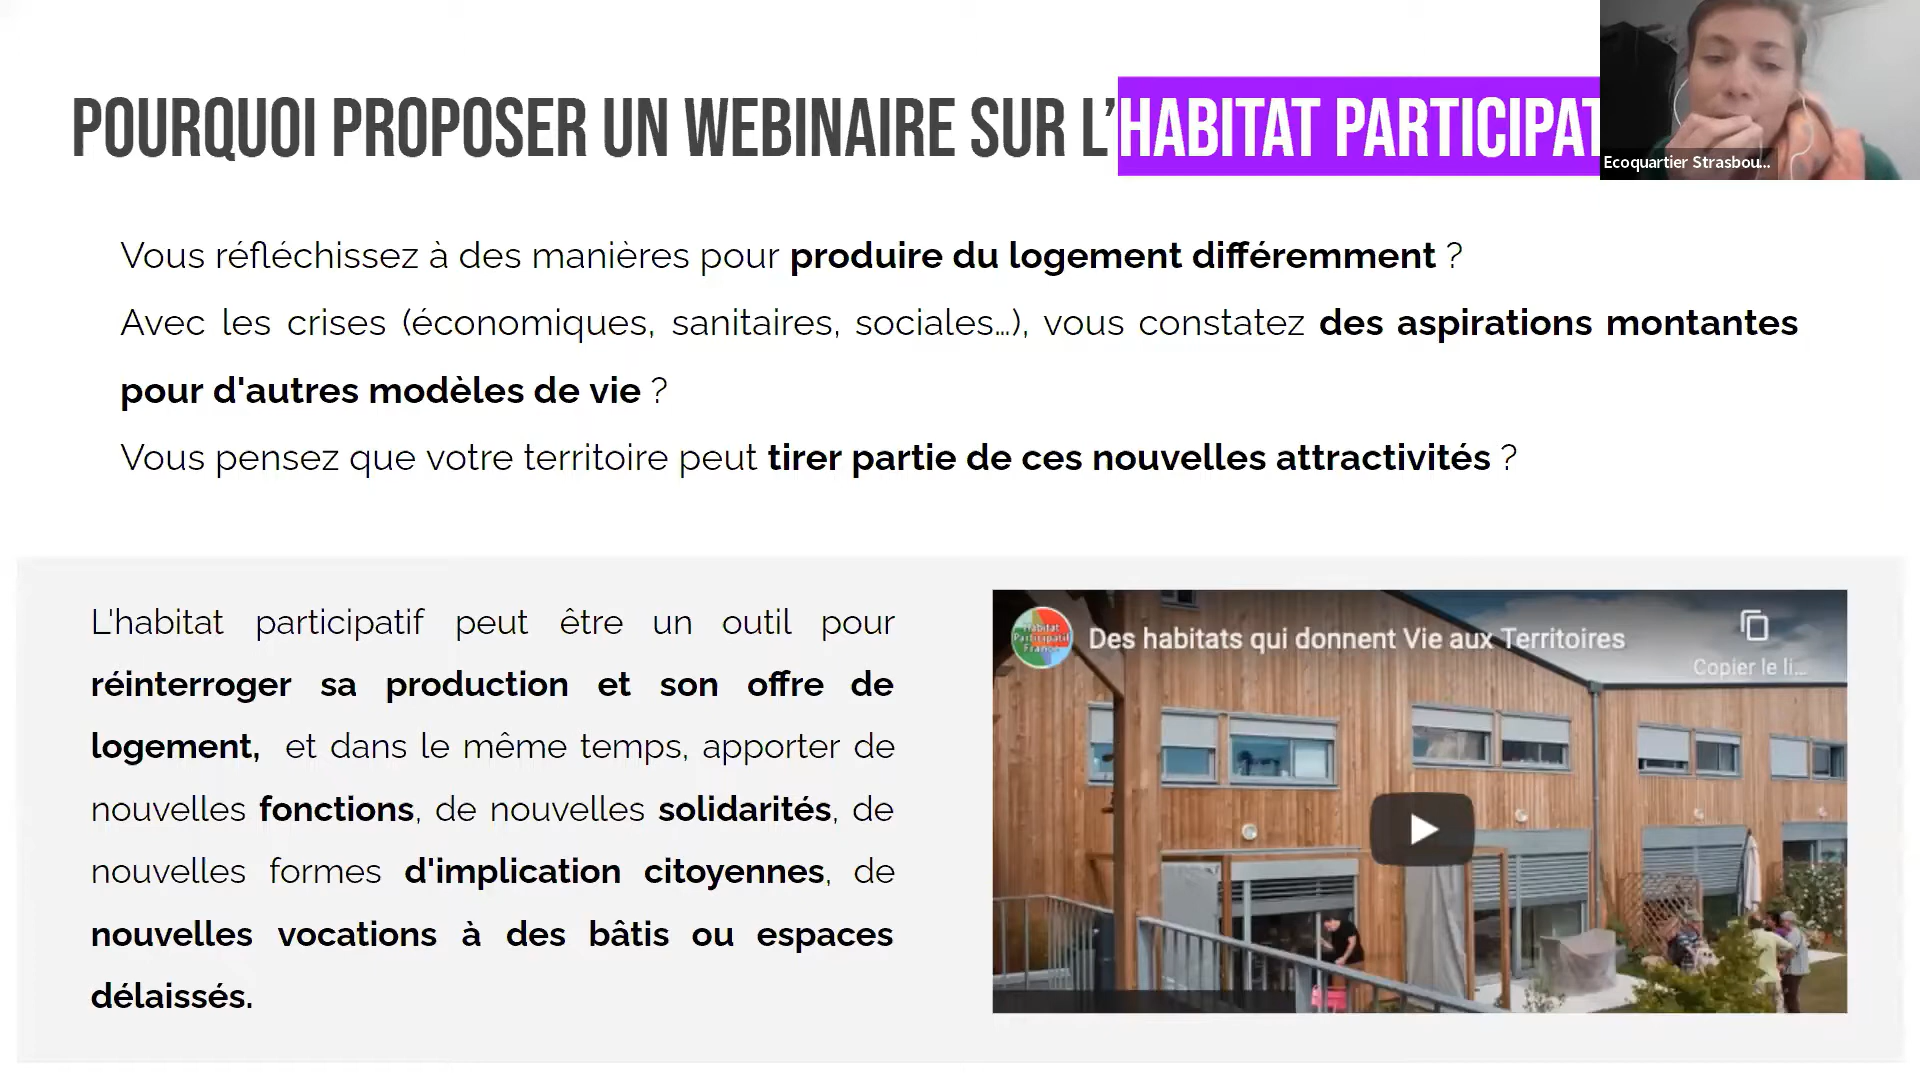 POURQUOI PROPOSER UN WEBINAIRE SUR L’HABITAT PARTICIPAT
Ecoquartier Strasbou...
Vous réfléchissez à des manières pour produire du logement différemment ?
Avec les crises (économiques, sanitaires, sociales…), vous constatez des aspirations montantes
pour d'autres modèles de vie ?
Vous pensez que votre territoire peut tirer partie de ces nouvelles attractivités ?
L'habitat participatif peut être un outil pour
réinterroger sa production et son offre de
logement, et dans le même temps, apporter de
nouvelles fonctions, de nouvelles solidarités, de
nouvelles formes d'implication citoyennes, de
nouvelles vocations à des bâtis ou espaces
délaissés.
Habitat
Participatif
France
Des habitats qui donnent Vie aux Territoires
Copier le li...